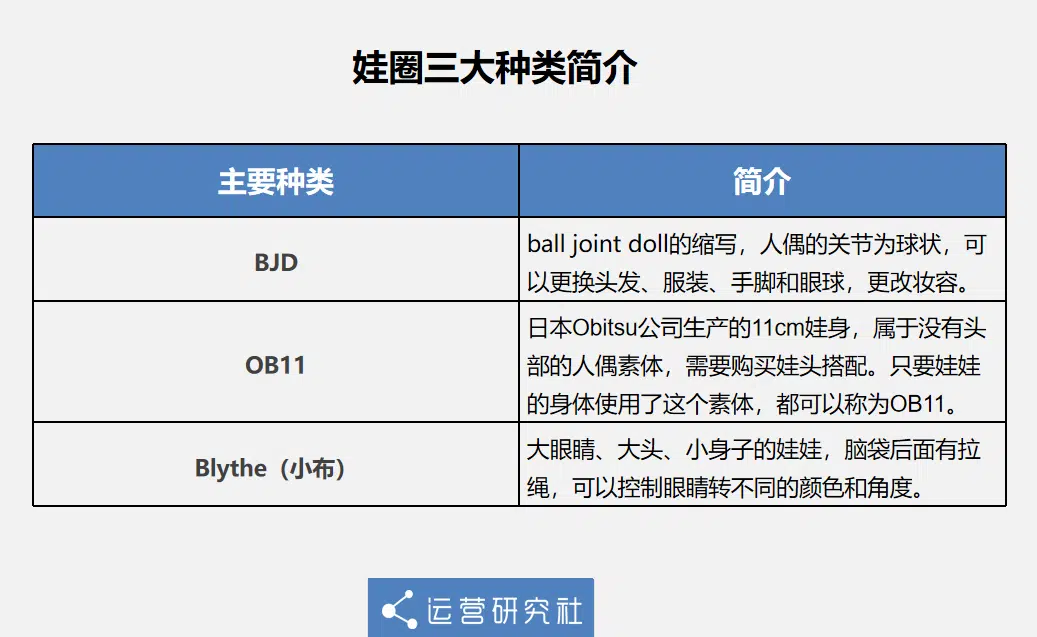 娃圈三大种类简介
主要种类
简介
BJD
ball joint doll的缩写，人偶的关节为球状，可
以更换头发、服装、手脚和眼球，更改妆容。
OB11
日本Obitsu公司生产的11cm娃身，属于没有头
部的人偶素体，需要购买娃头搭配。只要娃娃
的身体使用了这个素体，都可以称为OB11。
Blythe（小布）
大眼睛、大头、小身子的娃娃，脑袋后面有拉
绳，可以控制眼睛转不同的颜色和角度。
运营研究社